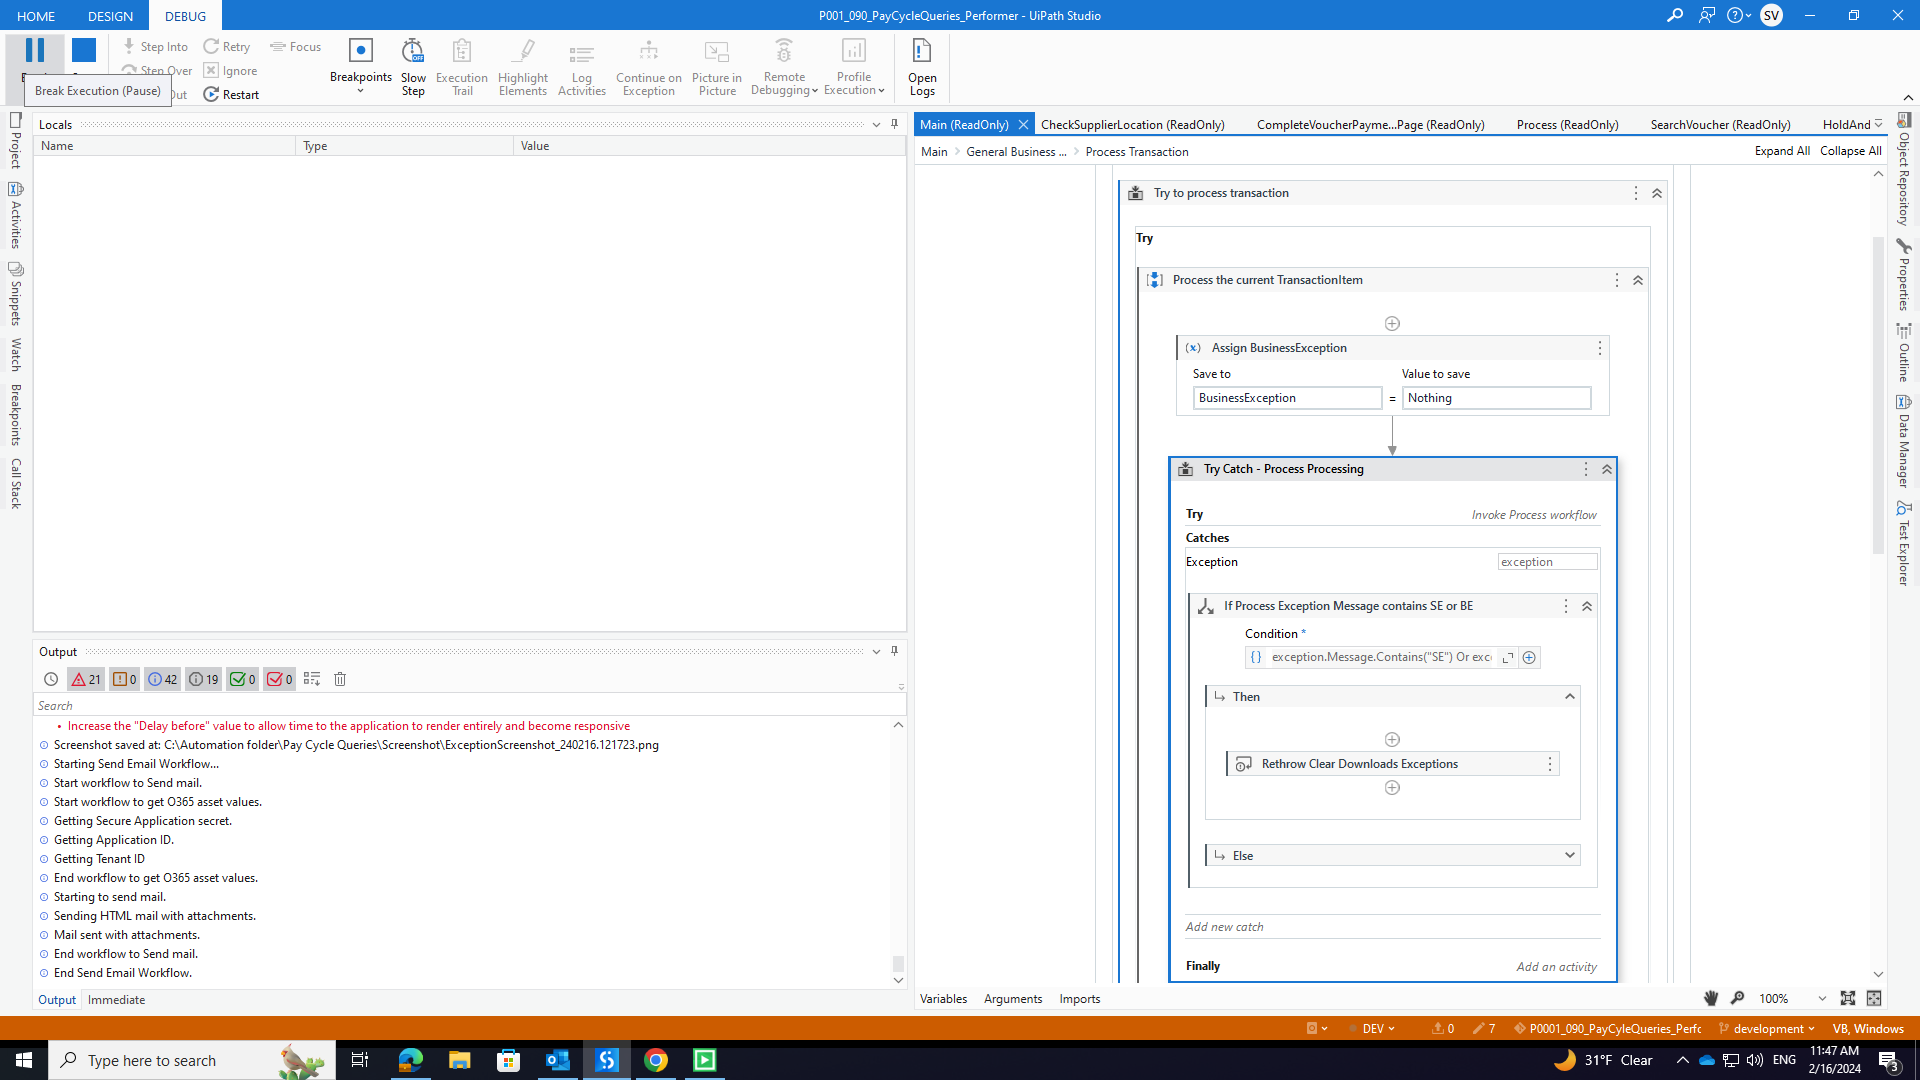 HOME DESIGN DEBUG P001_090_PayCycleQueries_Performer - UiPath Studio SV
Step Into Retry Focus
Step Over Ignore
Out Restart
Break Execution (Pause)
Breakpoints
Slow Step
Execution Trail
Highlight Elements
Log Activities
Continue on Exception
Picture in Picture
Remote Debugging
Profile Execution
Open Logs
Project
Activities
Snippets
Watch
Breakpoints
Call Stack
Locals
Name Type Value
Output
21 0 42 19 0 0
Search
• Increase the "Delay before" value to allow time to the application to render entirely and become responsive
Screenshot saved at: C:\Automation folder\Pay Cycle Queries\Screenshot\ExceptionScreenshot_240216.121723.png
Starting Send Email Workflow...
Start workflow to Send mail.
Start workflow to get O365 asset values.
Getting Secure Application secret.
Getting Application ID.
Getting Tenant ID
End workflow to get O365 asset values.
Starting to send mail.
Sending HTML mail with attachments.
Mail sent with attachments.
End workflow to Send mail.
End Send Email Workflow.
Output Immediate
Main (ReadOnly) CheckSupplierLocation (ReadOnly) CompleteVoucherPayme...Page (ReadOnly) Process (ReadOnly) SearchVoucher (ReadOnly) HoldAnd
Main General Business ... Process Transaction Expand All Collapse All
Try to process transaction
Try
Process the current TransactionItem
(x) Assign BusinessException
Save to Value to save
BusinessException = Nothing
Try Catch - Process Processing
Try Invoke Process workflow
Catches
Exception exception
If Process Exception Message contains SE or BE
Condition *
{} exception.Message.Contains("SE") Or exc
Then
Rethrow Clear Downloads Exceptions
Else
Add new catch
Finally Add an activity
Variables Arguments Imports 100%
Object Repository
Properties
Outline
Data Manager
Test Explorer
DEV 0 7 P0001_090_PayCyleQueries_Perfc development VB, Windows
Type here to search 31°F Clear ENG 11:47 AM
2/16/2024 3